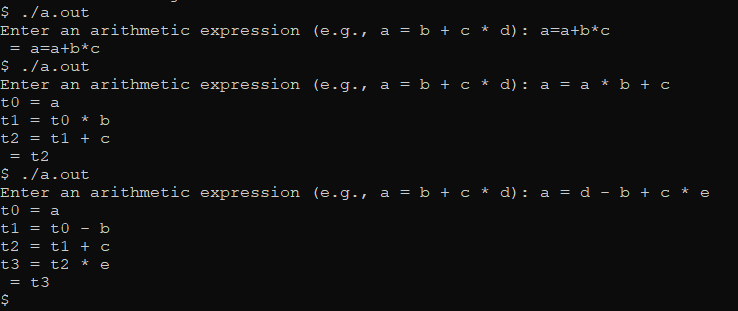 $ ./a.out
Enter an arithmetic expression (e.g., a = b + c * d): a=a+b*c
 = a=a+b*c
$ ./a.out
Enter an arithmetic expression (e.g., a = b + c * d): a = a * b + c
t0 = a
t1 = t0 * b
t2 = t1 + c
 = t2
$ ./a.out
Enter an arithmetic expression (e.g., a = b + c * d): a = d - b + c * e
t0 = a
t1 = t0 - b
t2 = t1 + c
t3 = t2 * e
 = t3
$